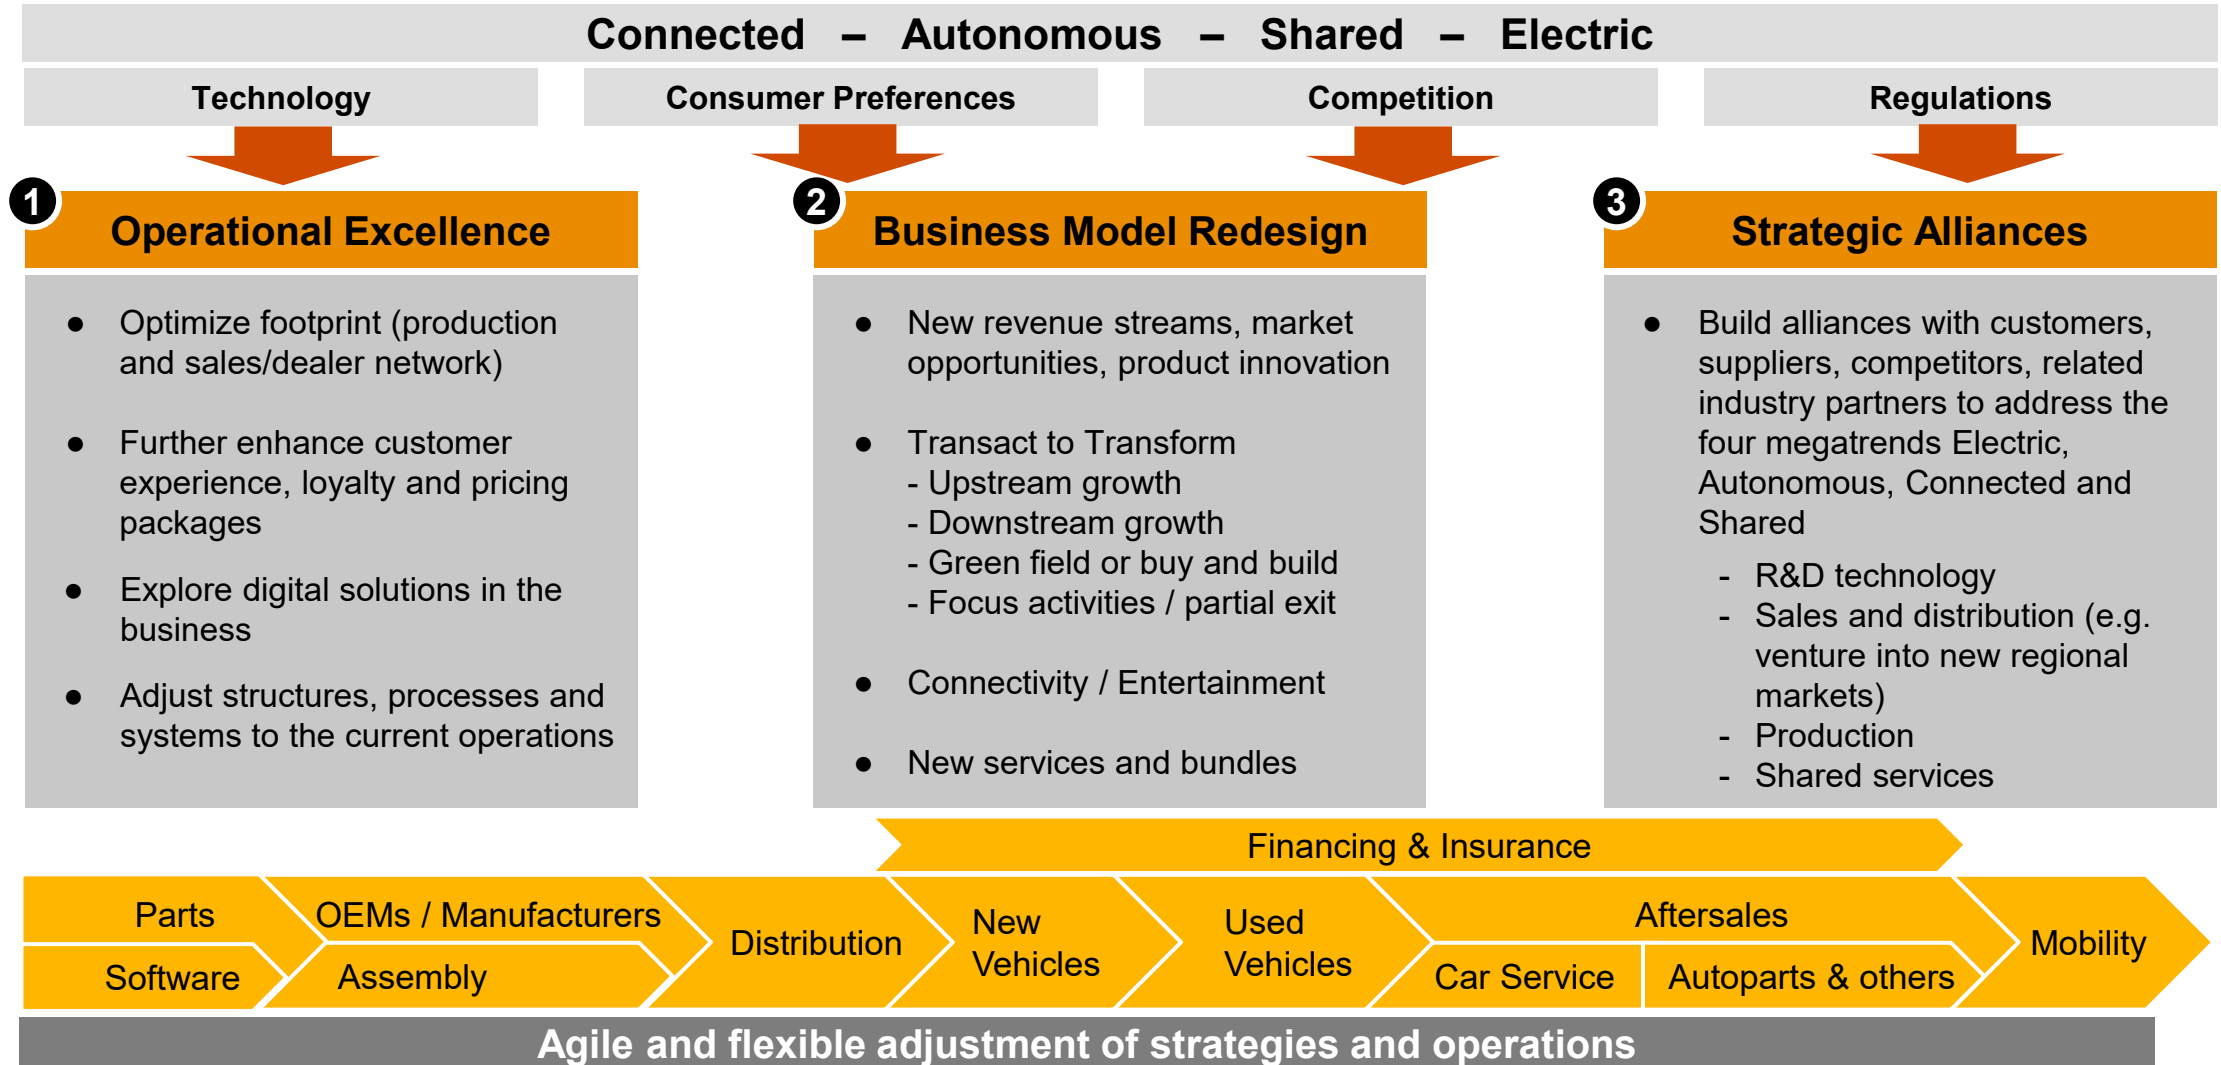 Connected – Autonomous – Shared – Electric
Technology
Consumer Preferences
Competition
Regulations
1
Operational Excellence
● Optimize footprint (production
and sales/dealer network)
● Further enhance customer
experience, loyalty and pricing
packages
● Explore digital solutions in the
business
● Adjust structures, processes and
systems to the current operations
2
Business Model Redesign
● New revenue streams, market
opportunities, product innovation
● Transact to Transform
- Upstream growth
- Downstream growth
- Green field or buy and build
- Focus activities / partial exit
● Connectivity / Entertainment
● New services and bundles
3
Strategic Alliances
● Build alliances with customers,
suppliers, competitors, related
industry partners to address the
four megatrends Electric,
Autonomous, Connected and
Shared
- R&D technology
- Sales and distribution (e.g.
venture into new regional
markets)
- Production
- Shared services
Financing & Insurance
Parts
Software
OEMs / Manufacturers
Assembly
Distribution
New
Vehicles
Used
Vehicles
Aftersales
Car Service
Autoparts & others
Mobility
Agile and flexible adjustment of strategies and operations